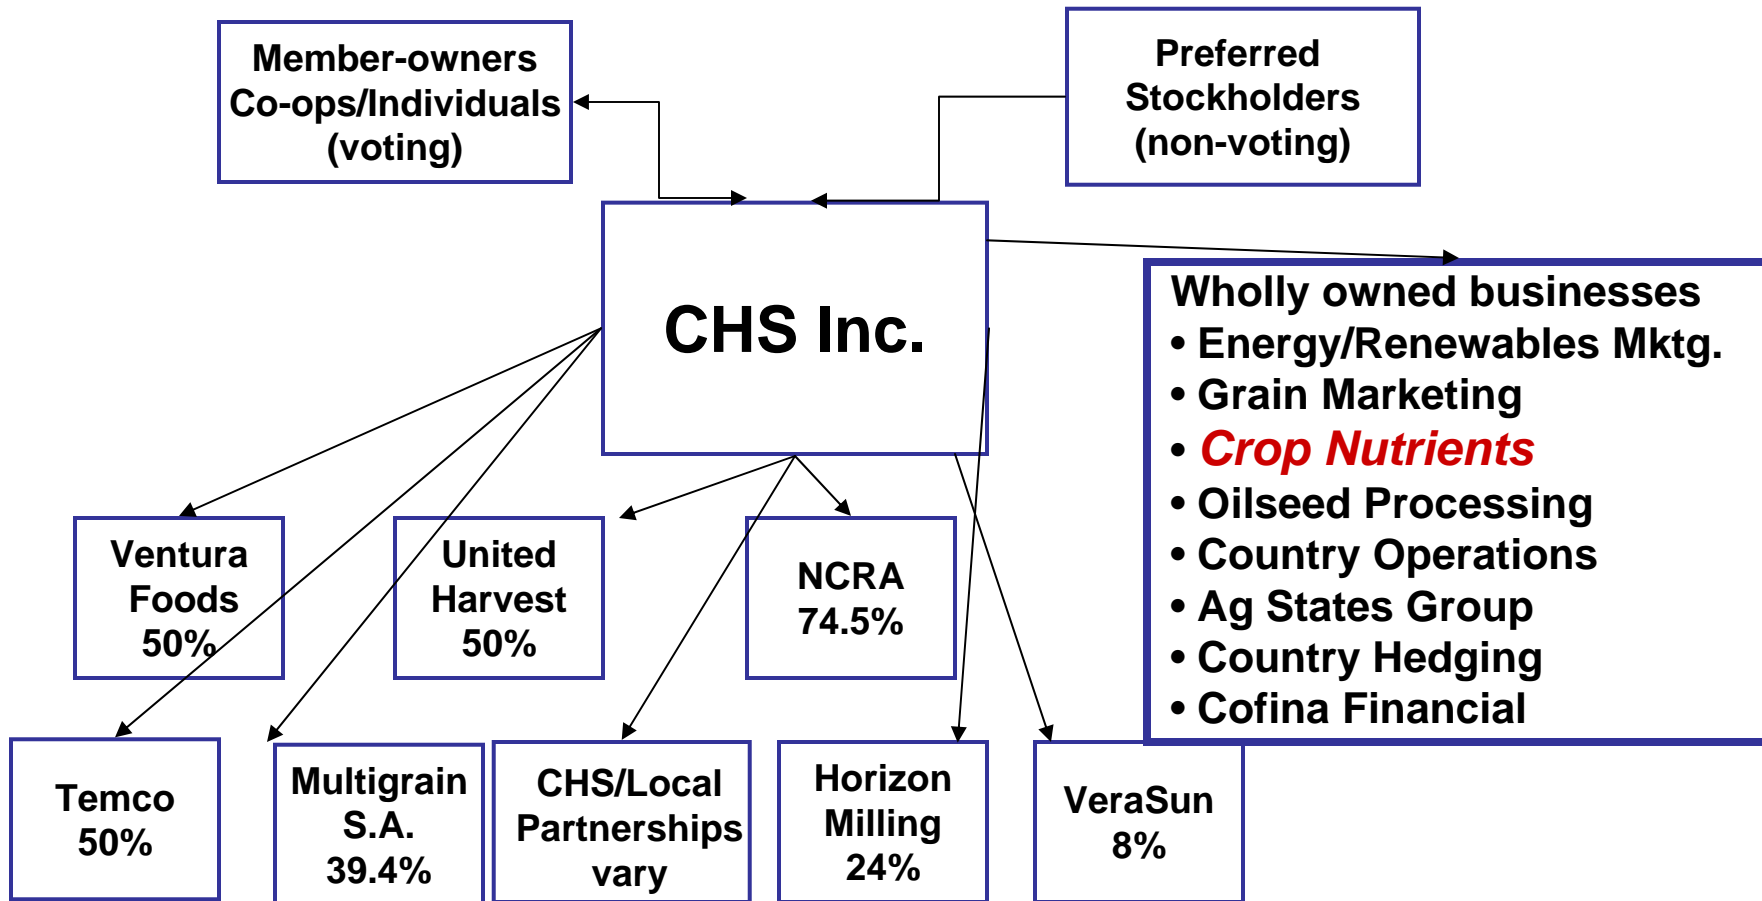 Member-owners
Co-ops/Individuals
(voting)
Preferred
Stockholders
(non-voting)
CHS Inc.
Wholly owned businesses
• Energy/Renewables Mktg.
• Grain Marketing
• Crop Nutrients
• Oilseed Processing
• Country Operations
• Ag States Group
• Country Hedging
• Cofina Financial
Ventura
Foods
50%
United
Harvest
50%
NCRA
74.5%
Temco
50%
Multigrain
S.A.
39.4%
CHS/Local
Partnerships
vary
Horizon
Milling
24%
VeraSun
8%